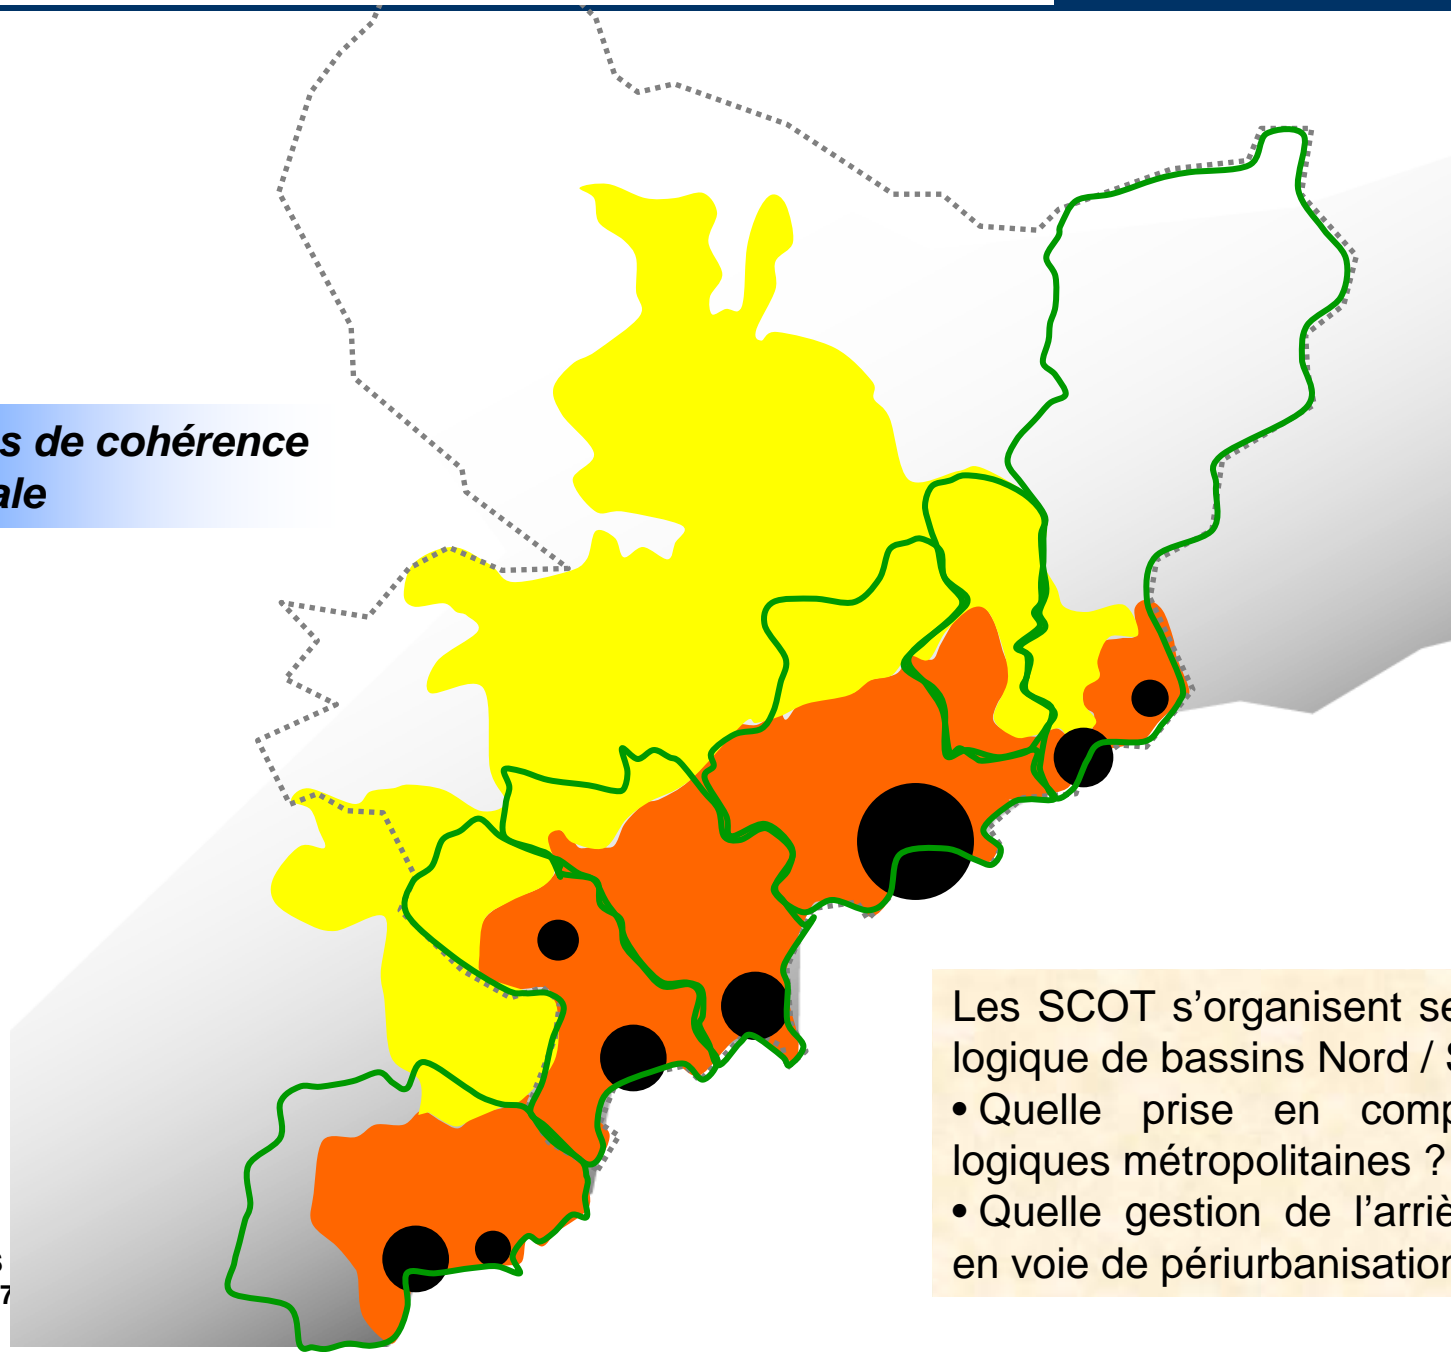 s de cohérence
ale
Les SCOT s’organisent se
logique de bassins Nord / S
• Quelle prise en comp
logiques métropolitaines ?
• Quelle gestion de l’arriè
en voie de périurbanisation
s
7